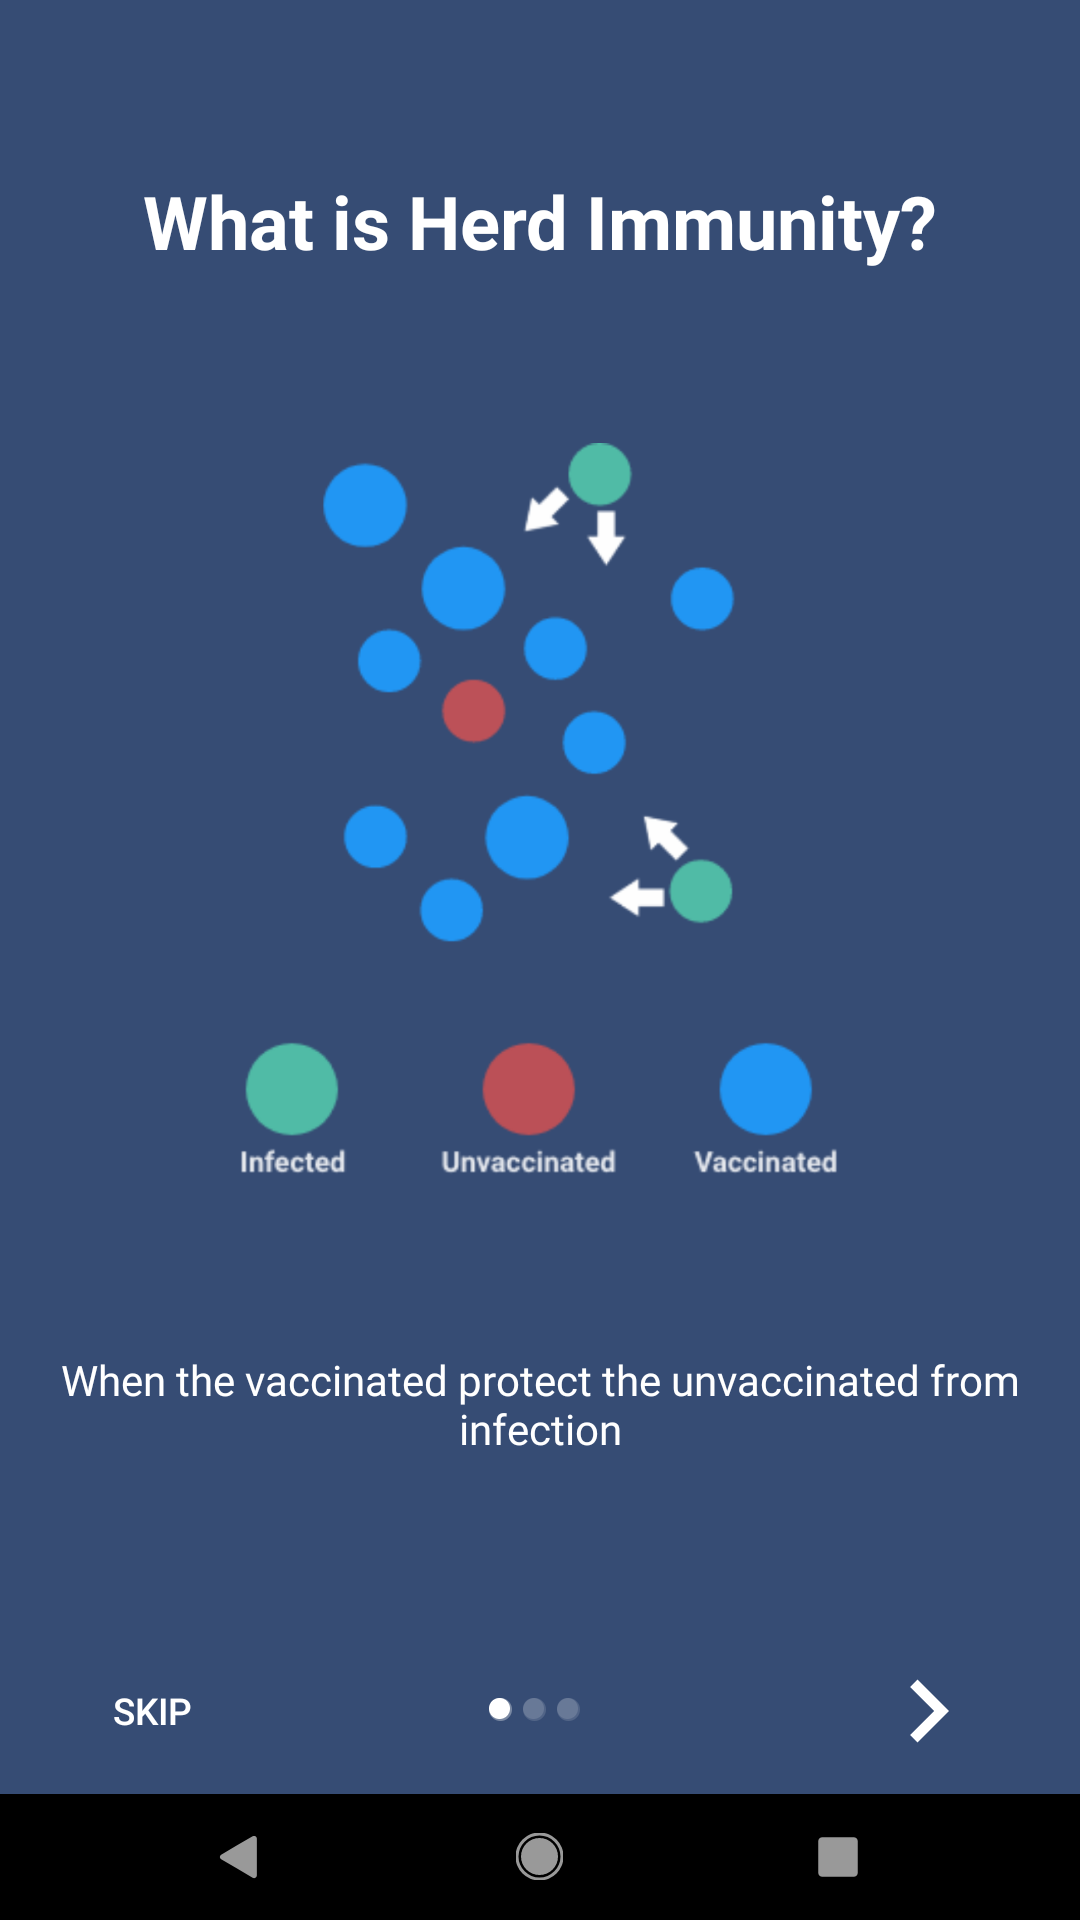 What is Herd Immunity?
Infected
Unvaccinated
Vaccinated
When the vaccinated protect the unvaccinated from
infection
SKIP